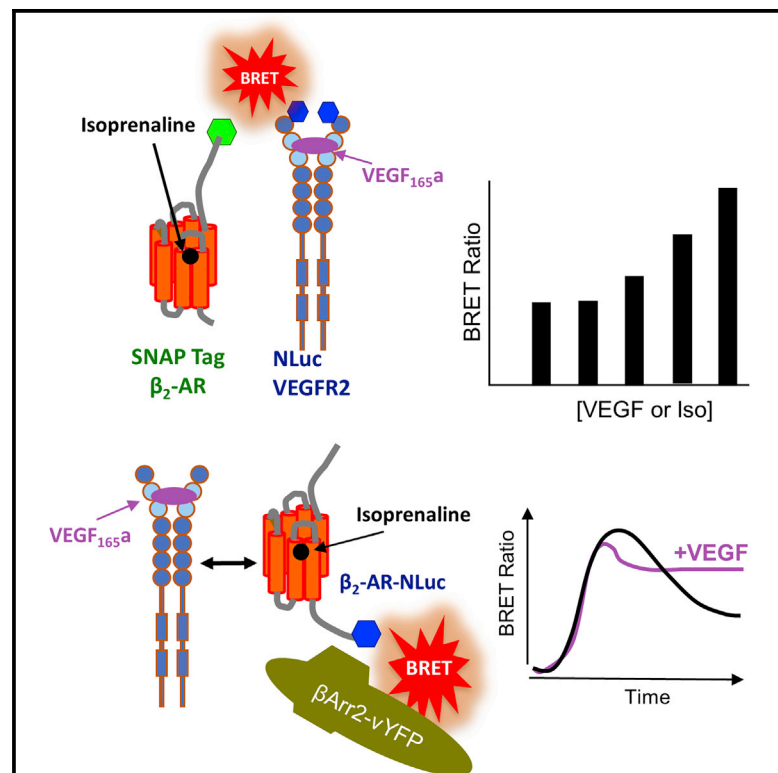 BRET
Isoprenaline
VEGF₁₆₅a
SNAP Tag
β₂-AR
NLuc
VEGFR2
BRET Ratio
[VEGF or Iso]
VEGF₁₆₅a
Isoprenaline
β₂-AR-NLuc
BRET
βArr2-vYFP
BRET Ratio
+VEGF
Time